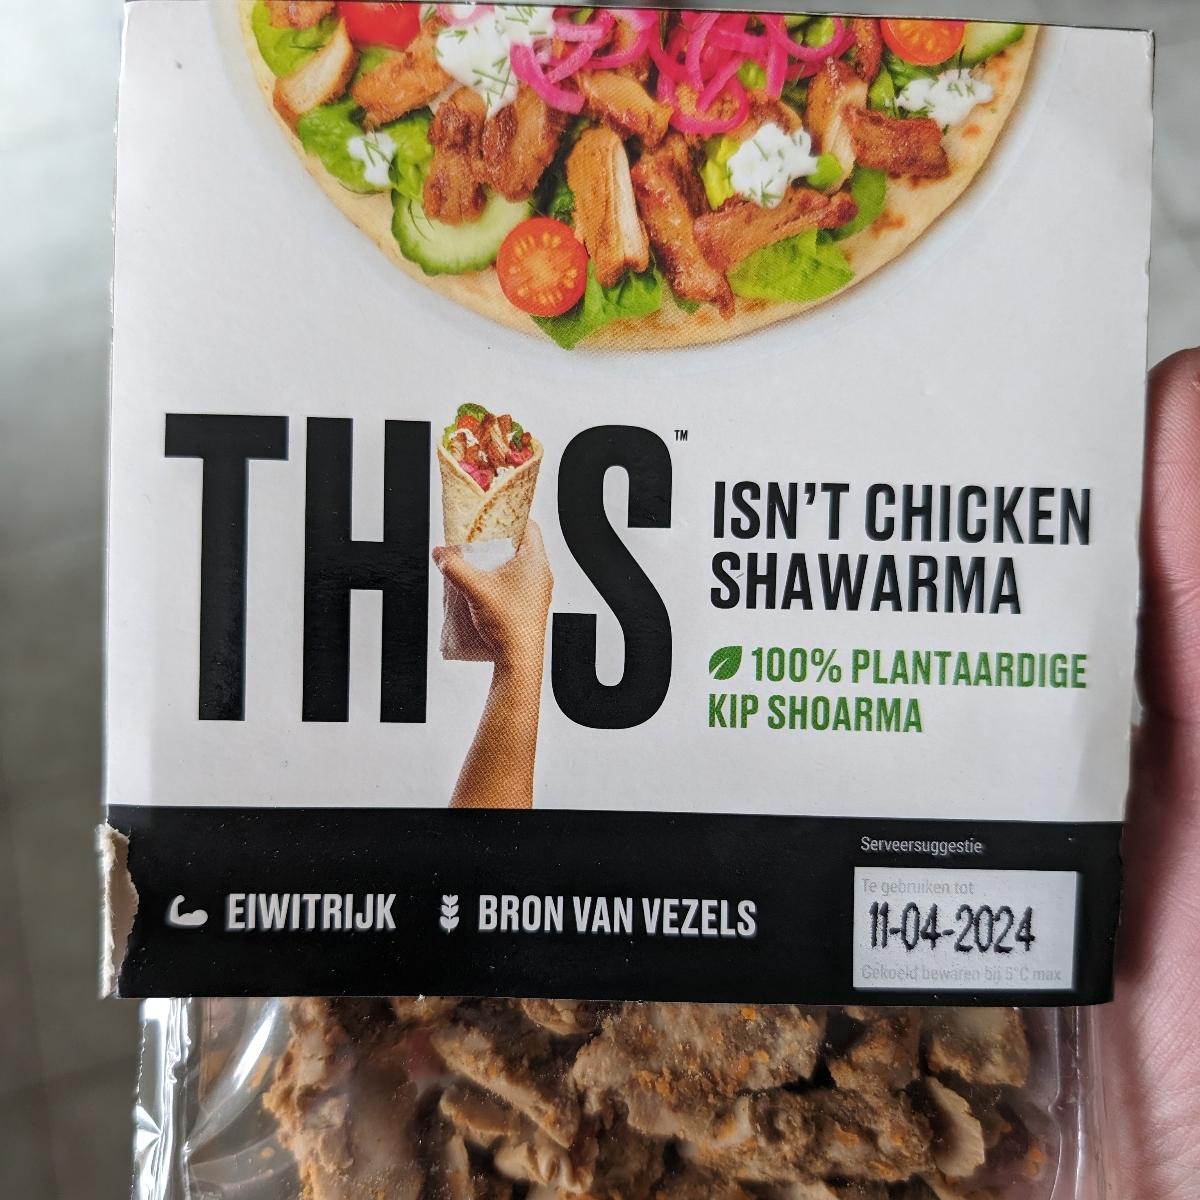 THIS™
ISN'T CHICKEN
SHAWARMA
100% PLANTAARDIGE
KIP SHOARMA
EIWITRIJK
BRON VAN VEZELS
Serveersuggestie
Te gebruiken tot
11-04-2024
Gekoeld bewaren bij 5°C max